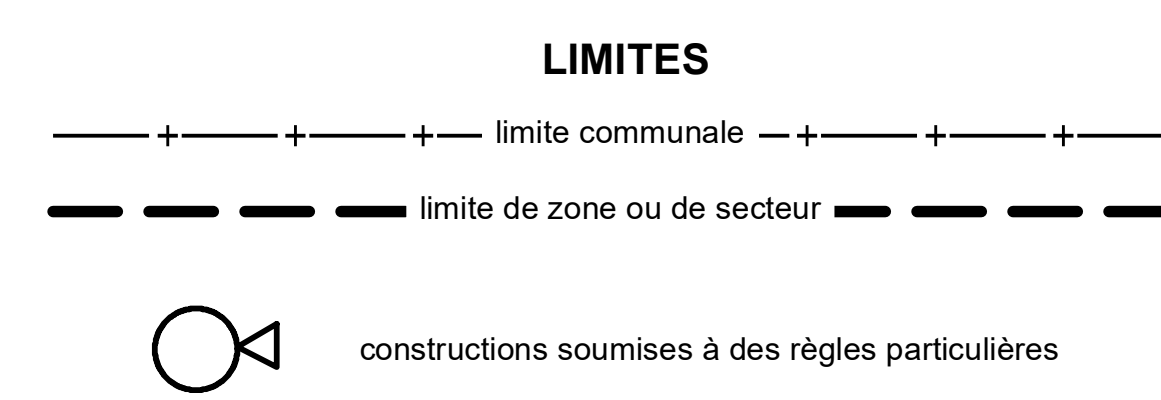 LIMITES
limite communale
limite de zone ou de secteur
constructions soumises à des règles particulières